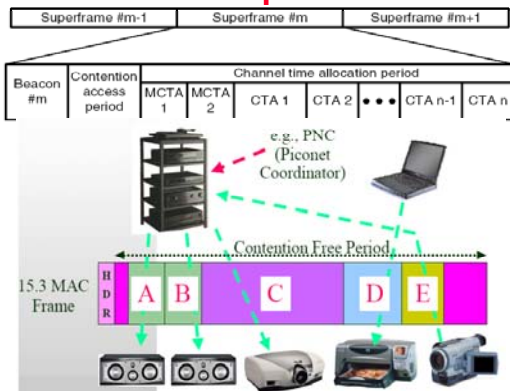 Superframe #m-1 Superframe #m Superframe #m+1
Channel time allocation period
Beacon #m
Contention access period
MCTA 1 MCTA 2 CTA 1 CTA 2 ••• CTA n-1 CTA n
e.g., PNC
(Piconet
Coordinator)
Contention Free Period
15.3 MAC
Frame
HDR A B C D E